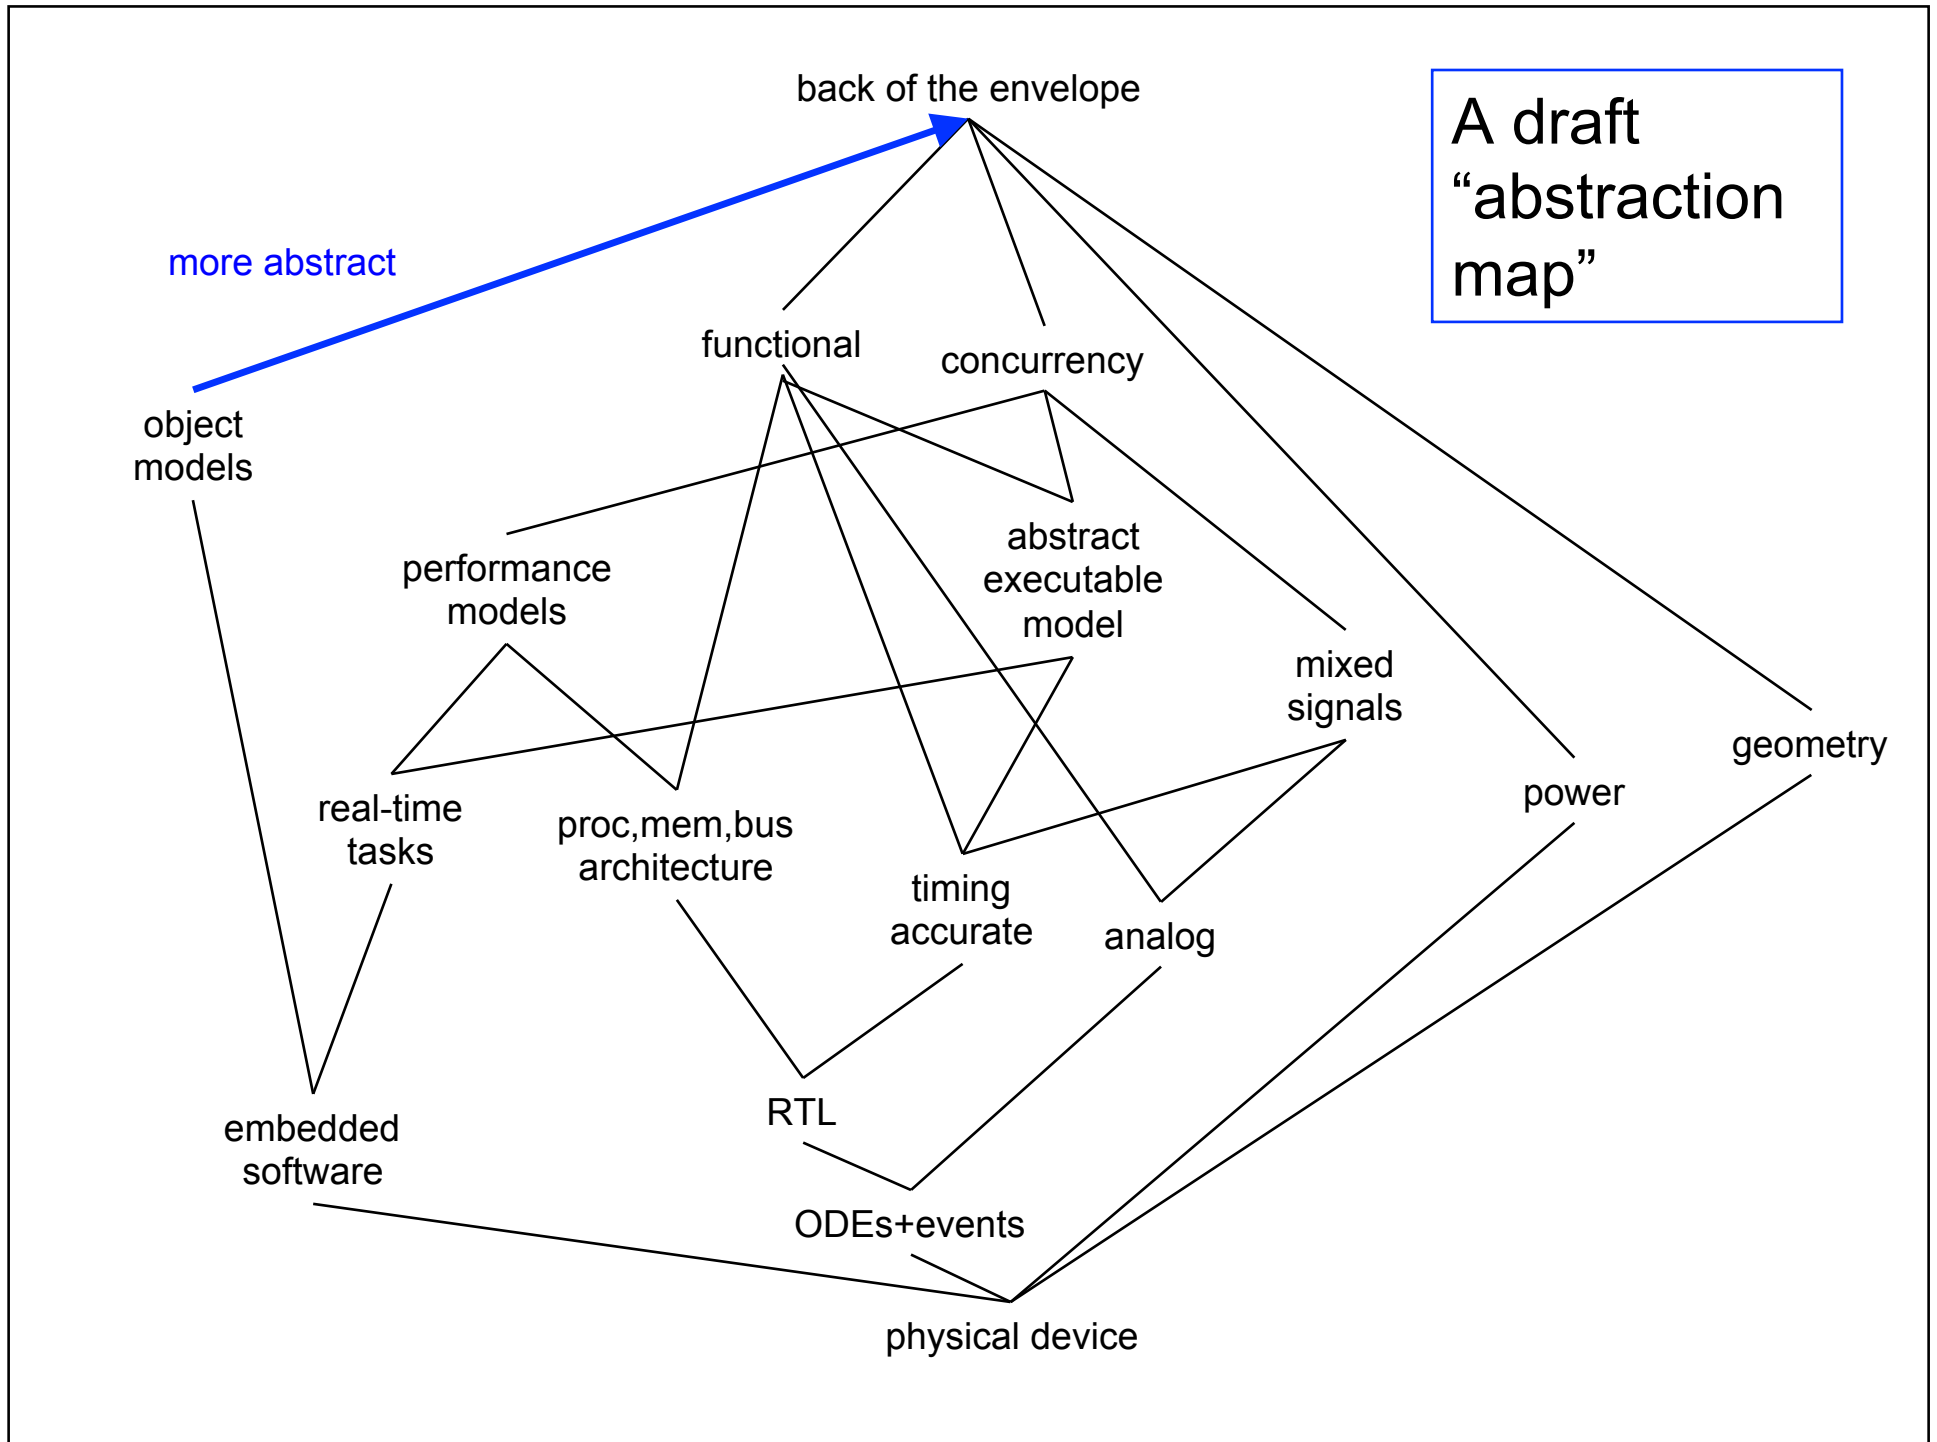 back of the envelope
A draft
“abstraction
map”
more abstract
functional
concurrency
object
models
performance
models
abstract
executable
model
mixed
signals
geometry
power
real-time
tasks
proc,mem,bus
architecture
timing
accurate
analog
RTL
embedded
software
ODEs+events
physical device